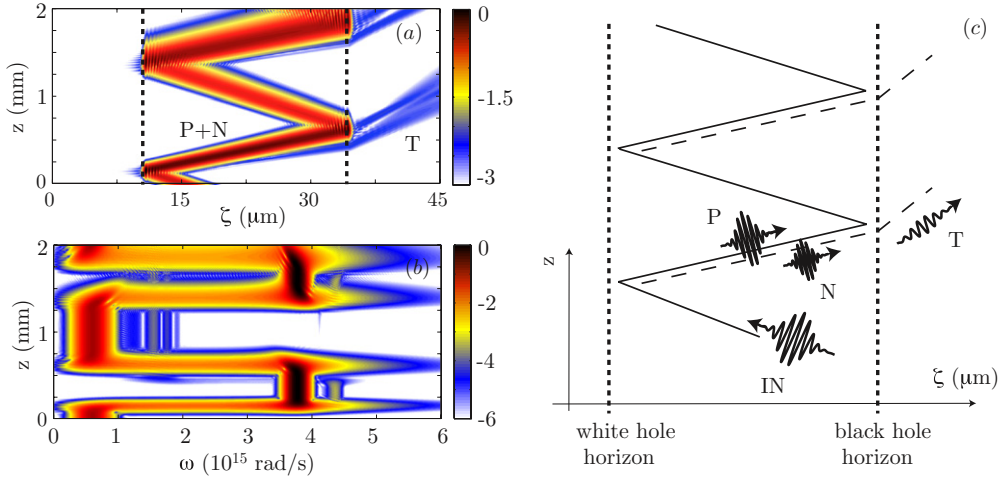 (a)
z (mm)
2
1
0
P+N
T
0
15
30
45
ζ (μm)
0
-1.5
-3
(b)
z (mm)
2
1
0
0
1
2
3
4
5
6
ω (10¹⁵ rad/s)
0
-2
-4
-6
(c)
P
N
T
IN
z
ζ (μm)
white hole
horizon
black hole
horizon